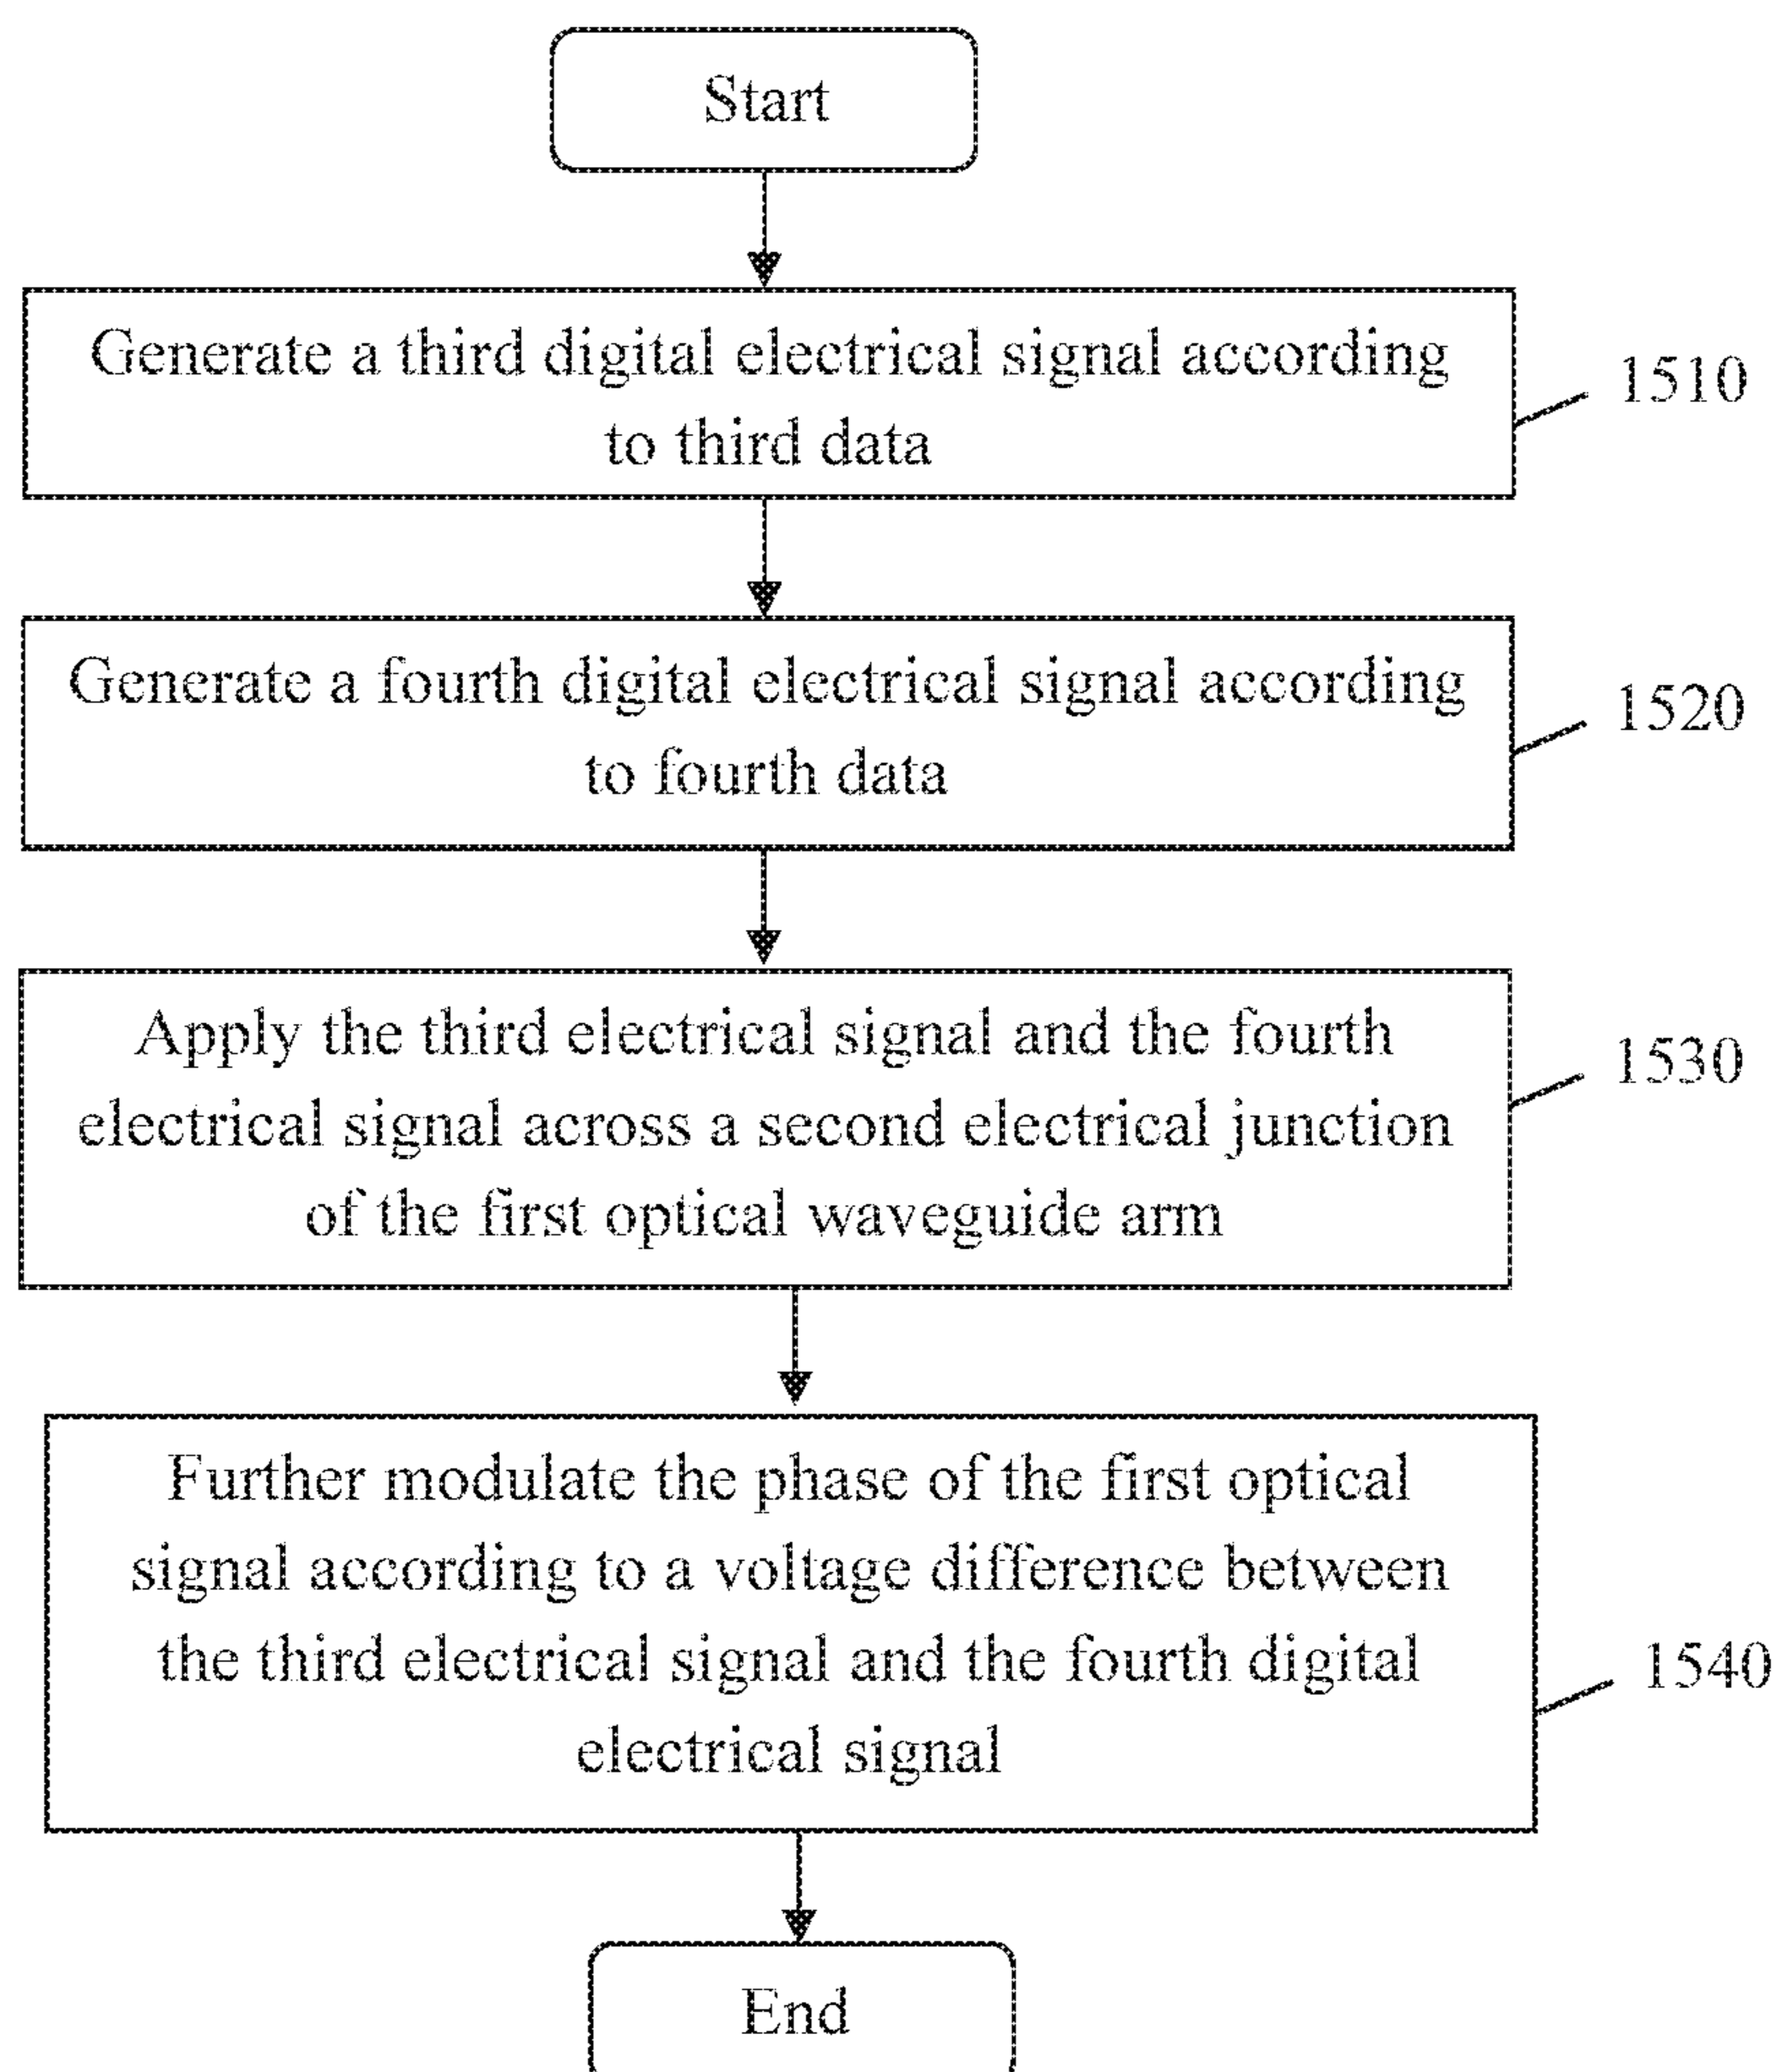 Start
Generate a third digital electrical signal according
to third data
1510
Generate a fourth digital electrical signal according
to fourth data
1520
Apply the third electrical signal and the fourth
electrical signal across a second electrical junction
of the first optical waveguide arm
1530
Further modulate the phase of the first optical
signal according to a voltage difference between
the third electrical signal and the fourth digital
electrical signal
1540
End